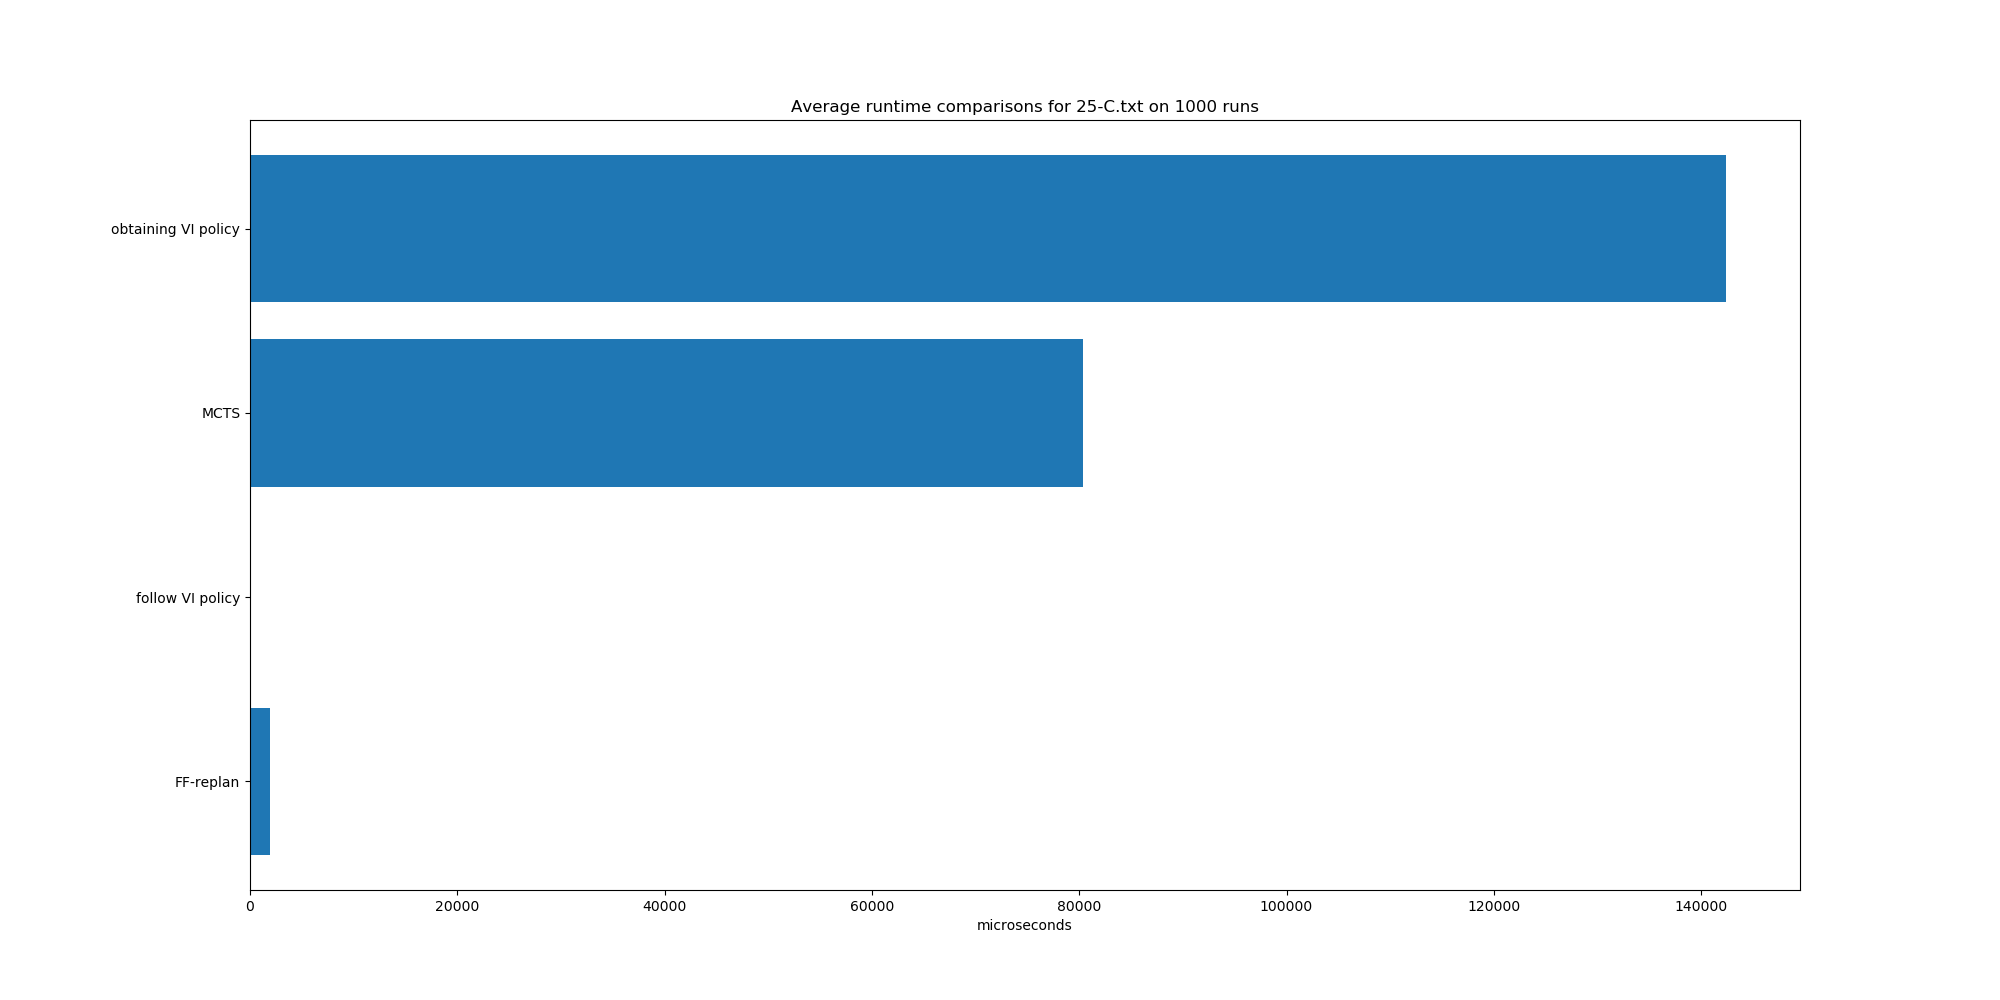 Average runtime comparisons for 25-C.txt on 1000 runs
obtaining VI policy
MCTS
follow VI policy
FF-replan
0 20000 40000 60000 80000 100000 120000 140000
microseconds